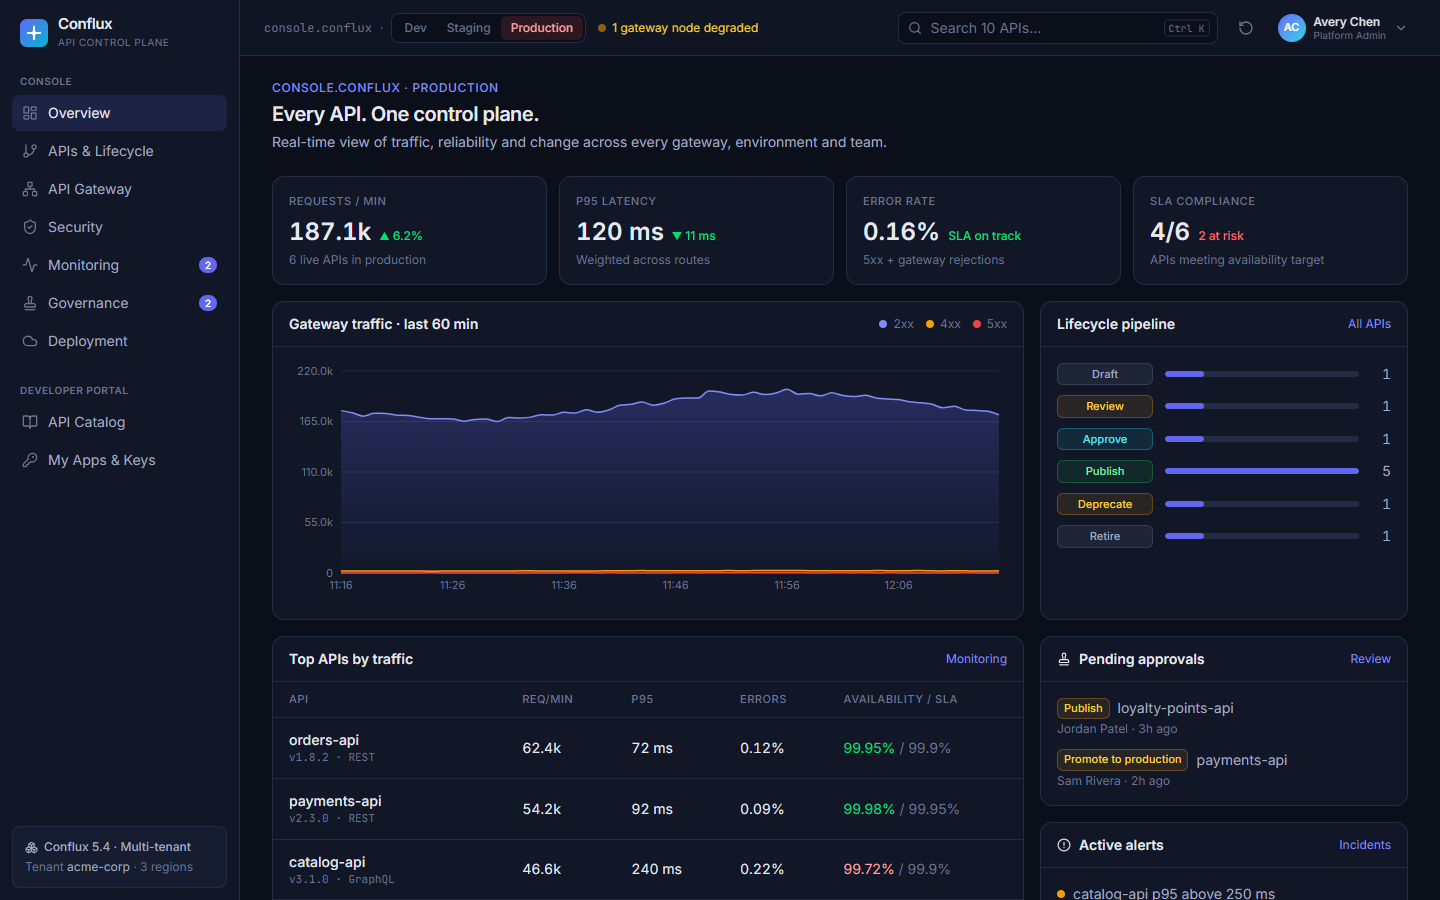 Conflux
API CONTROL PLANE
CONSOLE
Overview
APIs & Lifecycle
API Gateway
Security
Monitoring 2
Governance 2
Deployment
DEVELOPER PORTAL
API Catalog
My Apps & Keys
Conflux 5.4 · Multi-tenant
Tenant acme-corp · 3 regions
console.conflux · Dev Staging Production 1 gateway node degraded
Search 10 APIs... Ctrl K
AC Avery Chen
Platform Admin
CONSOLE.CONFLUX · PRODUCTION
Every API. One control plane.
Real-time view of traffic, reliability and change across every gateway, environment and team.
REQUESTS / MIN
187.1k ▲ 6.2%
6 live APIs in production
P95 LATENCY
120 ms ▼ 11 ms
Weighted across routes
ERROR RATE
0.16% SLA on track
5xx + gateway rejections
SLA COMPLIANCE
4/6 2 at risk
APIs meeting availability target
Gateway traffic · last 60 min 2xx 4xx 5xx
220.0k
165.0k
110.0k
55.0k
0
11:16 11:26 11:36 11:46 11:56 12:06
Lifecycle pipeline All APIs
Draft 1
Review 1
Approve 1
Publish 5
Deprecate 1
Retire 1
Top APIs by traffic Monitoring
API REQ/MIN P95 ERRORS AVAILABILITY / SLA
orders-api 62.4k 72 ms 0.12% 99.95% / 99.9%
v1.8.2 · REST
payments-api 54.2k 92 ms 0.09% 99.98% / 99.95%
v2.3.0 · REST
catalog-api 46.6k 240 ms 0.22% 99.72% / 99.9%
v3.1.0 · GraphQL
Pending approvals Review
Publish loyalty-points-api
Jordan Patel · 3h ago
Promote to production payments-api
Sam Rivera · 2h ago
Active alerts Incidents
catalog-api p95 above 250 ms